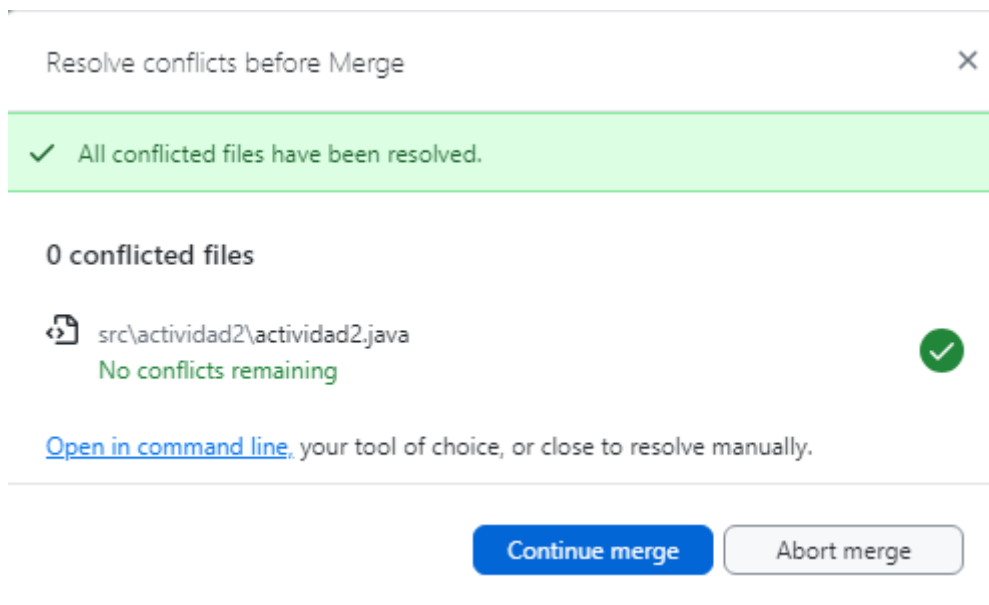 Resolve conflicts before Merge
All conflicted files have been resolved.
0 conflicted files
src\actividad2\actividad2.java
No conflicts remaining
Open in command line, your tool of choice, or close to resolve manually.
Continue merge
Abort merge